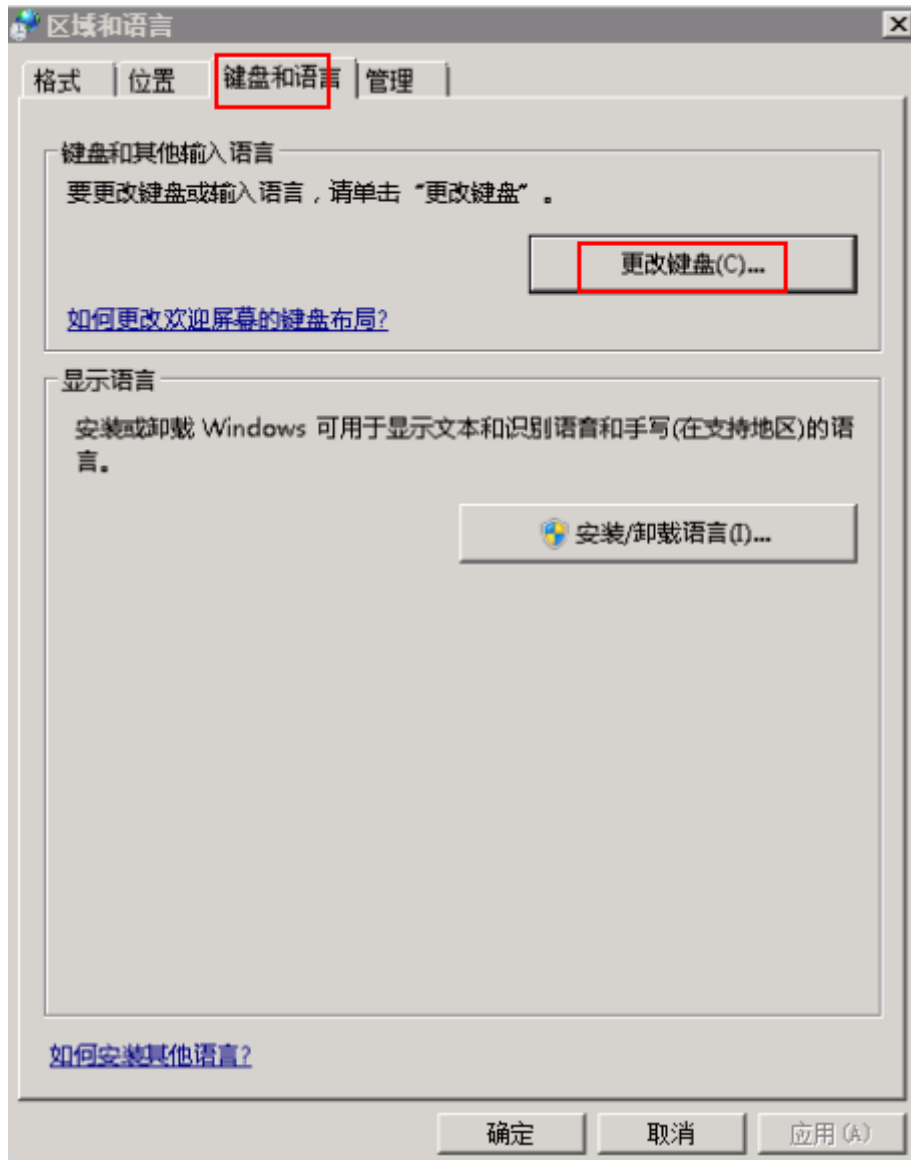 区域和语言
格式 位置 键盘和语言 管理
键盘和其他输入语言
要更改键盘或输入语言，请单击“更改键盘”。
更改键盘(C)...
如何更改欢迎屏幕的键盘布局?
显示语言
安装或卸载 Windows 可用于显示文本和识别语音和手写(在支持地区)的语
言。
安装/卸载语言(I)...
如何安装其他语言?
确定 取消 应用(A)